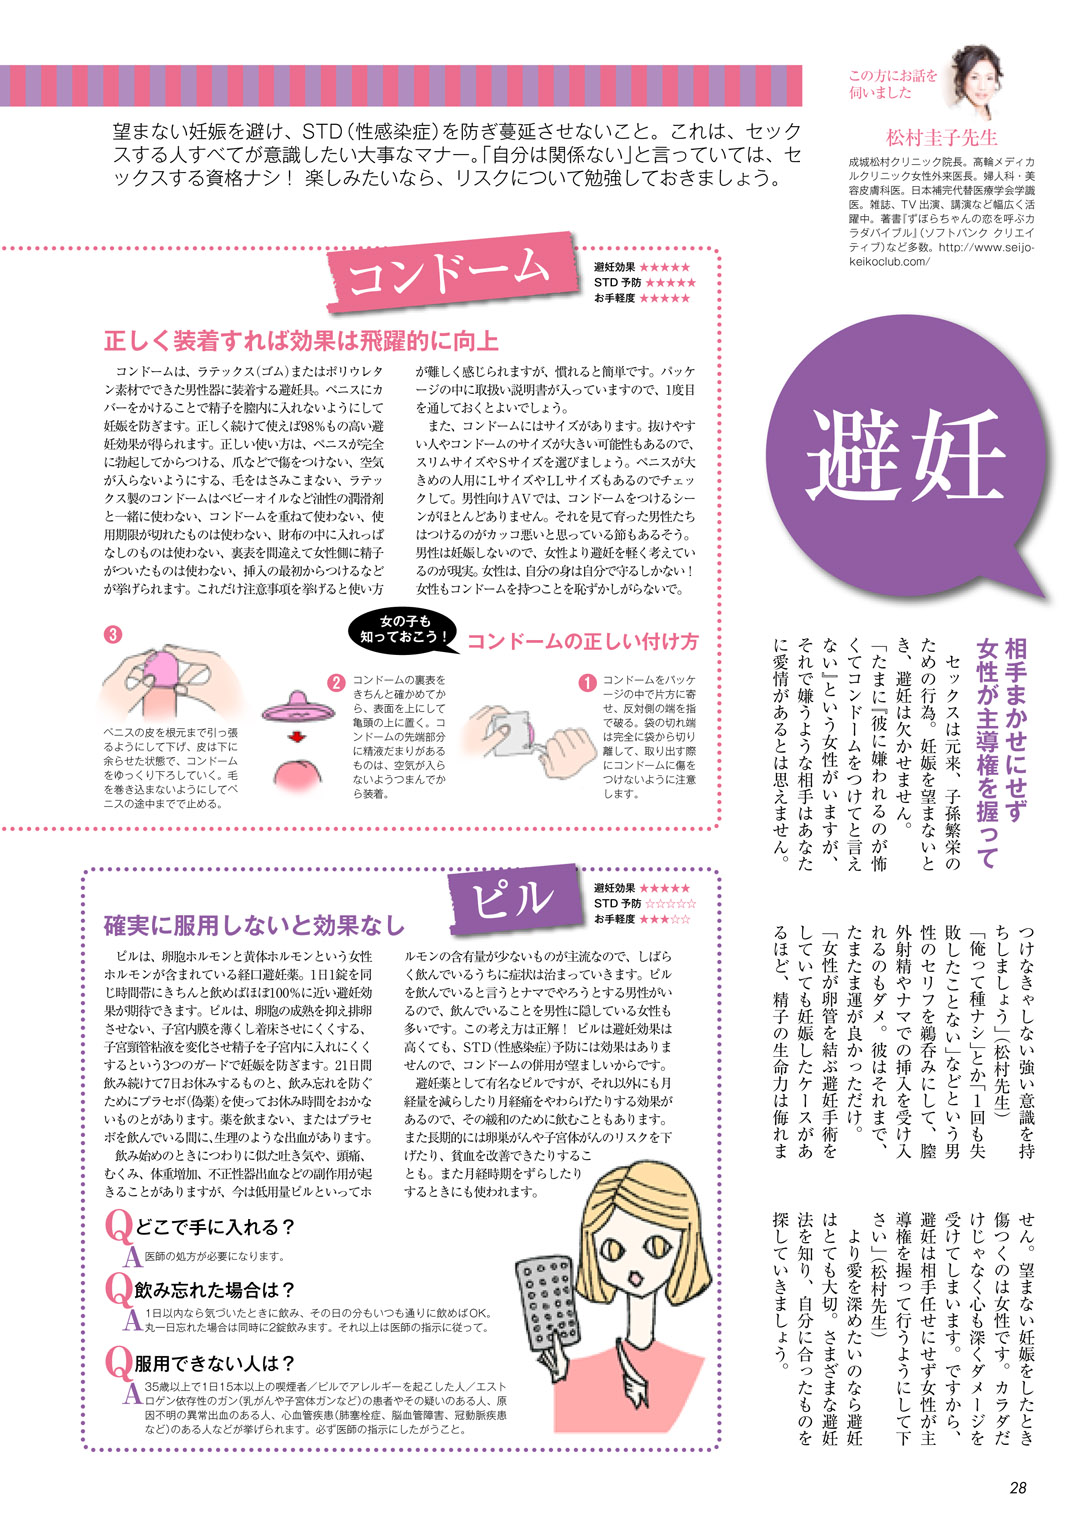 望まない妊娠を避け、STD（性感染症）を防ぎ蔓延させないこと。これは、セック
スする人すべてが意識したい大事なマナー。「自分は関係ない」と言っていては、セ
ックスする資格ナシ！ 楽しみたいなら、リスクについて勉強しておきましょう。
この方にお話を
伺いました
松村圭子先生
成城松村クリニック院長。高輪メディカ
ルクリニック女性外来医長。婦人科・美
容皮膚科医。日本補完代替医療学会学識
医。雑誌、TV出演、講演など幅広く活
躍中。著書『ずぼらちゃんの恋を呼ぶカ
ラダバイブル』（ソフトバンク クリエイ
ティブ）など多数。http://www.seijo-
keikoclub.com/
避妊
相手まかせにせず
女性が主導権を握って
セックスは元来、子孫繁栄の
ための行為。妊娠を望まないと
き、避妊は欠かせません。
「たまに『彼に嫌われるのが怖
くてコンドームをつけてと言え
ない』という女性がいますが、
それで嫌うような相手はあなた
に愛情があるとは思えません。
つけなきゃしない強い意識を持
ちしましょう」（松村先生）
「俺って種ナシ」とか「1回も失
敗したことない」などという男
性のセリフを鵜呑みにして、膣
外射精やナマでの挿入を受け入
れるのもダメ。彼はそれまで、
たまたま運が良かっただけ。
「女性が卵管を結ぶ避妊手術を
していても妊娠したケースがあ
るほど、精子の生命力は侮れま
せん。望まない妊娠をしたとき
傷つくのは女性です。カラダだ
けじゃなく心も深くダメージを
受けてしまいます。ですから、
避妊は相手任せにせず女性が主
導権を握って行うようにして下
さい」（松村先生）
より愛を深めたいのなら避妊
はとても大切。さまざまな避妊
法を知り、自分に合ったものを
探していきましょう。
コンドーム
避妊効果 ★★★★★
STD予防 ★★★★★
お手軽度 ★★★★★
正しく装着すれば効果は飛躍的に向上
コンドームは、ラテックス（ゴム）またはポリウレタ
ン素材でできた男性器に装着する避妊具。ペニスにカ
バーをかけることで精子を膣内に入れないようにして
妊娠を防ぎます。正しく続けて使えば98％もの高い避
妊効果が得られます。正しい使い方は、ペニスが完全
に勃起してからつける、爪などで傷をつけない、空気
が入らないようにする、毛をはさみこまない、ラテッ
クス製のコンドームはベビーオイルなど油性の潤滑剤
と一緒に使わない、コンドームを重ねて使わない、使
用期限が切れたものは使わない、財布の中に入れっぱ
なしのものは使わない、裏表を間違えて女性側に精子
がついたものは使わない、挿入の最初からつけるなど
が挙げられます。これだけ注意事項を挙げると使い方
が難しく感じられますが、慣れると簡単です。パッケ
ージの中に取扱い説明書が入っていますので、1度目
を通しておくとよいでしょう。
また、コンドームにはサイズがあります。抜けやす
い人やコンドームのサイズが大きい可能性もあるので、
スリムサイズやSサイズを選びましょう。ペニスが大
きめの人用にLサイズやLLサイズもあるのでチェッ
クして。男性向けAVでは、コンドームをつけるシー
ンがほとんどありません。それを見て育った男性たち
はつけるのがカッコ悪いと思っている節もあるそう。
男性は妊娠しないので、女性より避妊を軽く考えてい
るのが現実。女性は、自分の身は自分で守るしかない！
女性もコンドームを持つことを恥ずかしがらないで。
女の子も
知っておこう！
コンドームの正しい付け方
1
コンドームをパッケ
ージの中で片方に寄
せ、反対側の端を指
で破る。袋の切れ端
は完全に袋から切り
離して、取り出す際
にコンドームに傷を
つけないように注意
します。
2
コンドームの裏表を
きちんと確かめてか
ら、表面を上にして
亀頭の上に置く。コ
ンドームの先端部分
に精液だまりがある
ものは、空気が入ら
ないようつまんでか
ら装着。
3
ペニスの皮を根元まで引っ張
るようにして下げ、皮は下に
余らせた状態で、コンドーム
をゆっくり下ろしていく。毛
を巻き込まないようにしてペ
ニスの途中までで止める。
ピル
避妊効果 ★★★★★
STD予防 ☆☆☆☆☆
お手軽度 ★★★☆☆
確実に服用しないと効果なし
ピルは、卵胞ホルモンと黄体ホルモンという女性
ホルモンが含まれている経口避妊薬。1日1錠を同
じ時間帯にきちんと飲めばほぼ100％に近い避妊効
果が期待できます。ピルは、卵胞の成熟を抑え排卵
させない、子宮内膜を薄くし着床させにくくする、
子宮頸管粘液を変化させ精子を子宮内に入れにくく
するという3つのガードで妊娠を防ぎます。21日間
飲み続けて7日お休みするものと、飲み忘れを防ぐ
ためにプラセボ（偽薬）を使ってお休み時間をおかな
いものとがあります。薬を飲まない、またはプラセ
ボを飲んでいる間に、生理のような出血があります。
飲み始めのときにつわりに似た吐き気や、頭痛、
むくみ、体重増加、不正性器出血などの副作用が起
きることがありますが、今は低用量ピルといってホ
ルモンの含有量が少ないものが主流なので、しばら
く飲んでいるうちに症状は治まっていきます。ピル
を飲んでいると言うとナマでやろうとする男性がい
るので、飲んでいることを男性に隠している女性も
多いです。この考え方は正解！ ピルは避妊効果は
高くても、STD（性感染症）予防には効果はありま
せんので、コンドームの併用が望ましいからです。
避妊薬として有名なピルですが、それ以外にも月
経量を減らしたり月経痛をやわらげたりする効果が
あるので、その緩和のために飲むこともあります。
また長期的には卵巣がんや子宮体がんのリスクを下
げたり、貧血を改善できたりするこ
とも。また月経時期をずらしたり
するときにも使われます。
Qどこで手に入れる？
A医師の処方が必要になります。
Q飲み忘れた場合は？
A1日以内なら気づいたときに飲み、その日の分もいつも通りに飲めばOK。
丸一日忘れた場合は同時に2錠飲みます。それ以上は医師の指示に従って。
Q服用できない人は？
A35歳以上で1日15本以上の喫煙者／ピルでアレルギーを起こした人／エスト
ロゲン依存性のガン（乳がんや子宮体ガンなど）の患者やその疑いのある人、原
因不明の異常出血のある人、心血管疾患（肺塞栓症、脳血管障害、冠動脈疾患
など）のある人などが挙げられます。必ず医師の指示にしたがうこと。
28